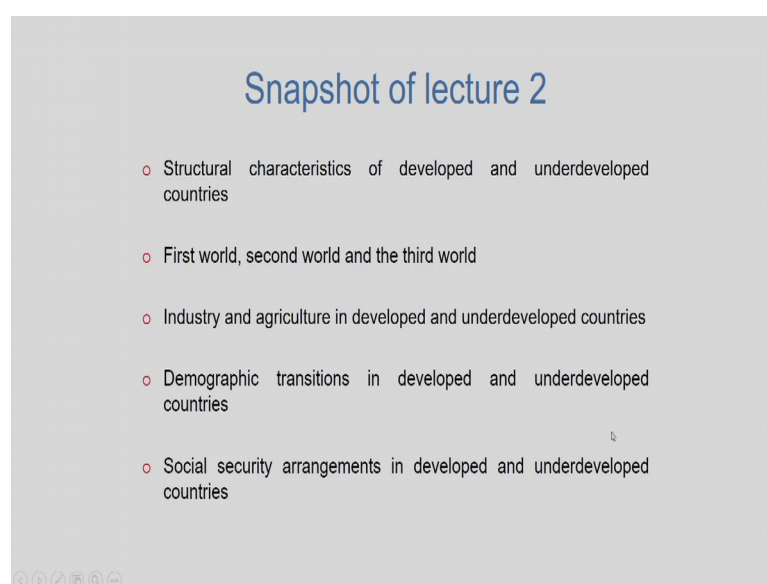 Snapshot of lecture 2
Structural characteristics of developed and underdeveloped
countries
First world, second world and the third world
Industry and agriculture in developed and underdeveloped countries
Demographic transitions in developed and underdeveloped
countries
Social security arrangements in developed and underdeveloped
countries